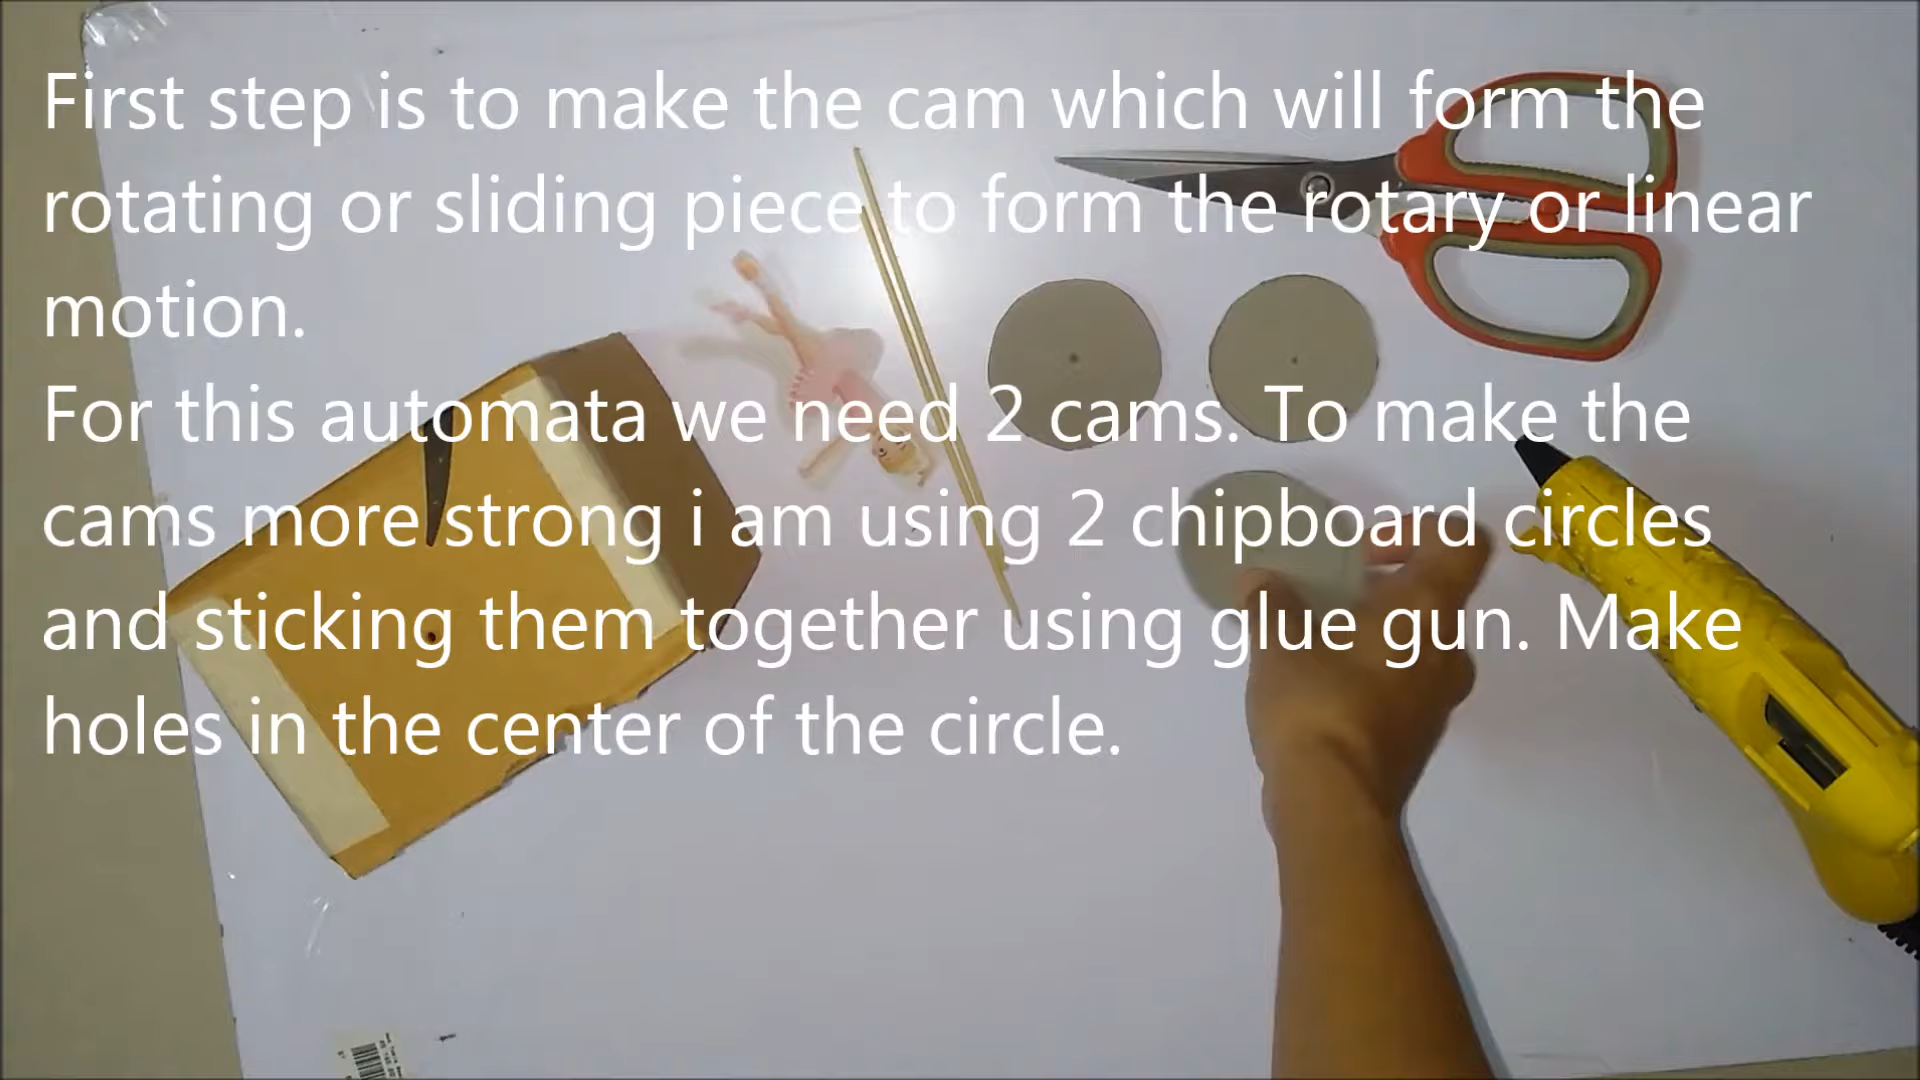 First step is to make the cam which will form the
rotating or sliding piece to form the rotary or linear
motion.
For this automata we need 2 cams. To make the
cams more strong i am using 2 chipboard circles
and sticking them together using glue gun. Make
holes in the center of the circle.